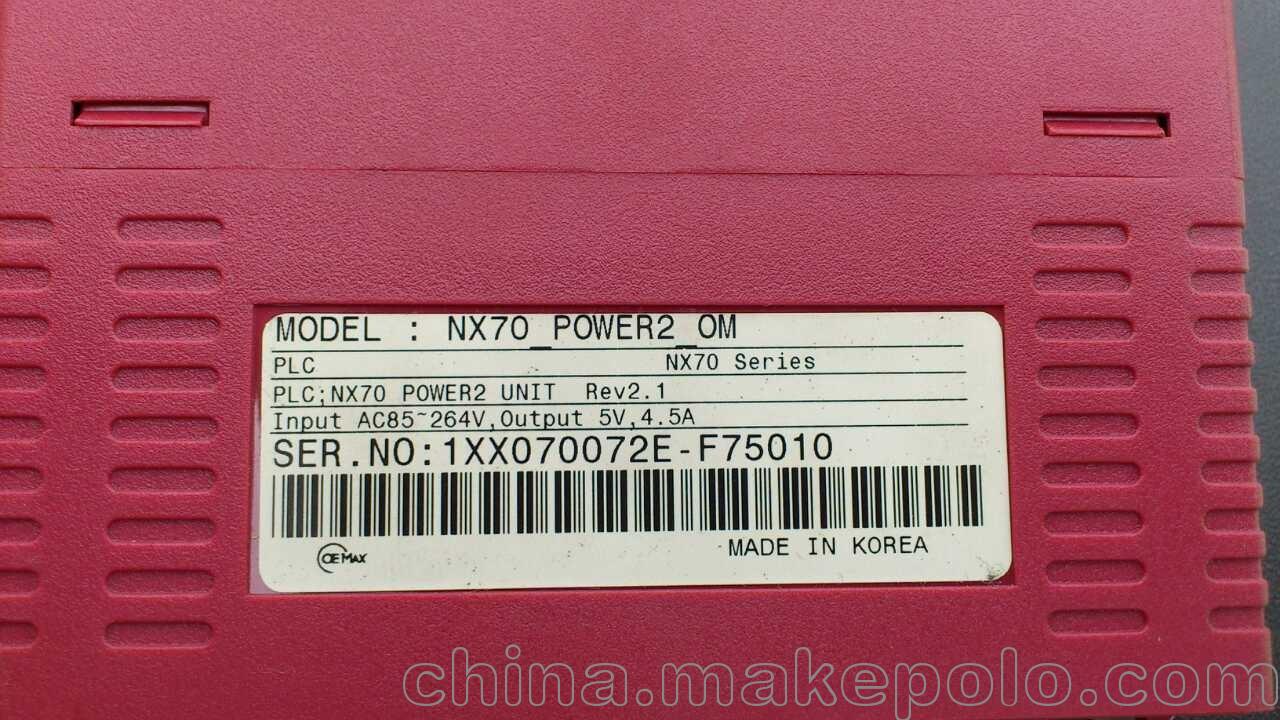 MODEL : NX70_POWER2_OM
PLC NX70 Series
PLC;NX70 POWER2 UNIT Rev2.1
Input AC85~264V,Output 5V,4.5A
SER.NO:1XX070072E-F75010
MADE IN KOREA
OEMAX
china.makepolo.com